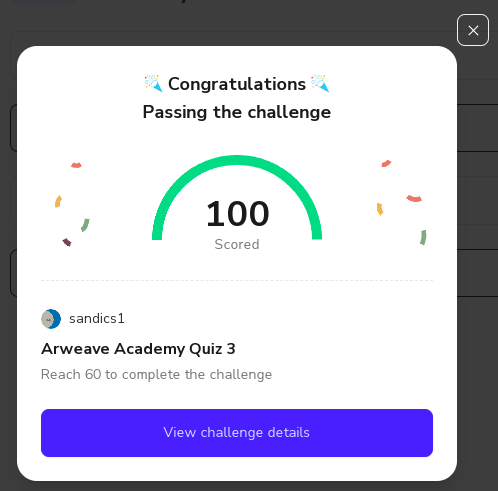 Congratulations
Passing the challenge
100
Scored
sandics1
Arweave Academy Quiz 3
Reach 60 to complete the challenge
View challenge details